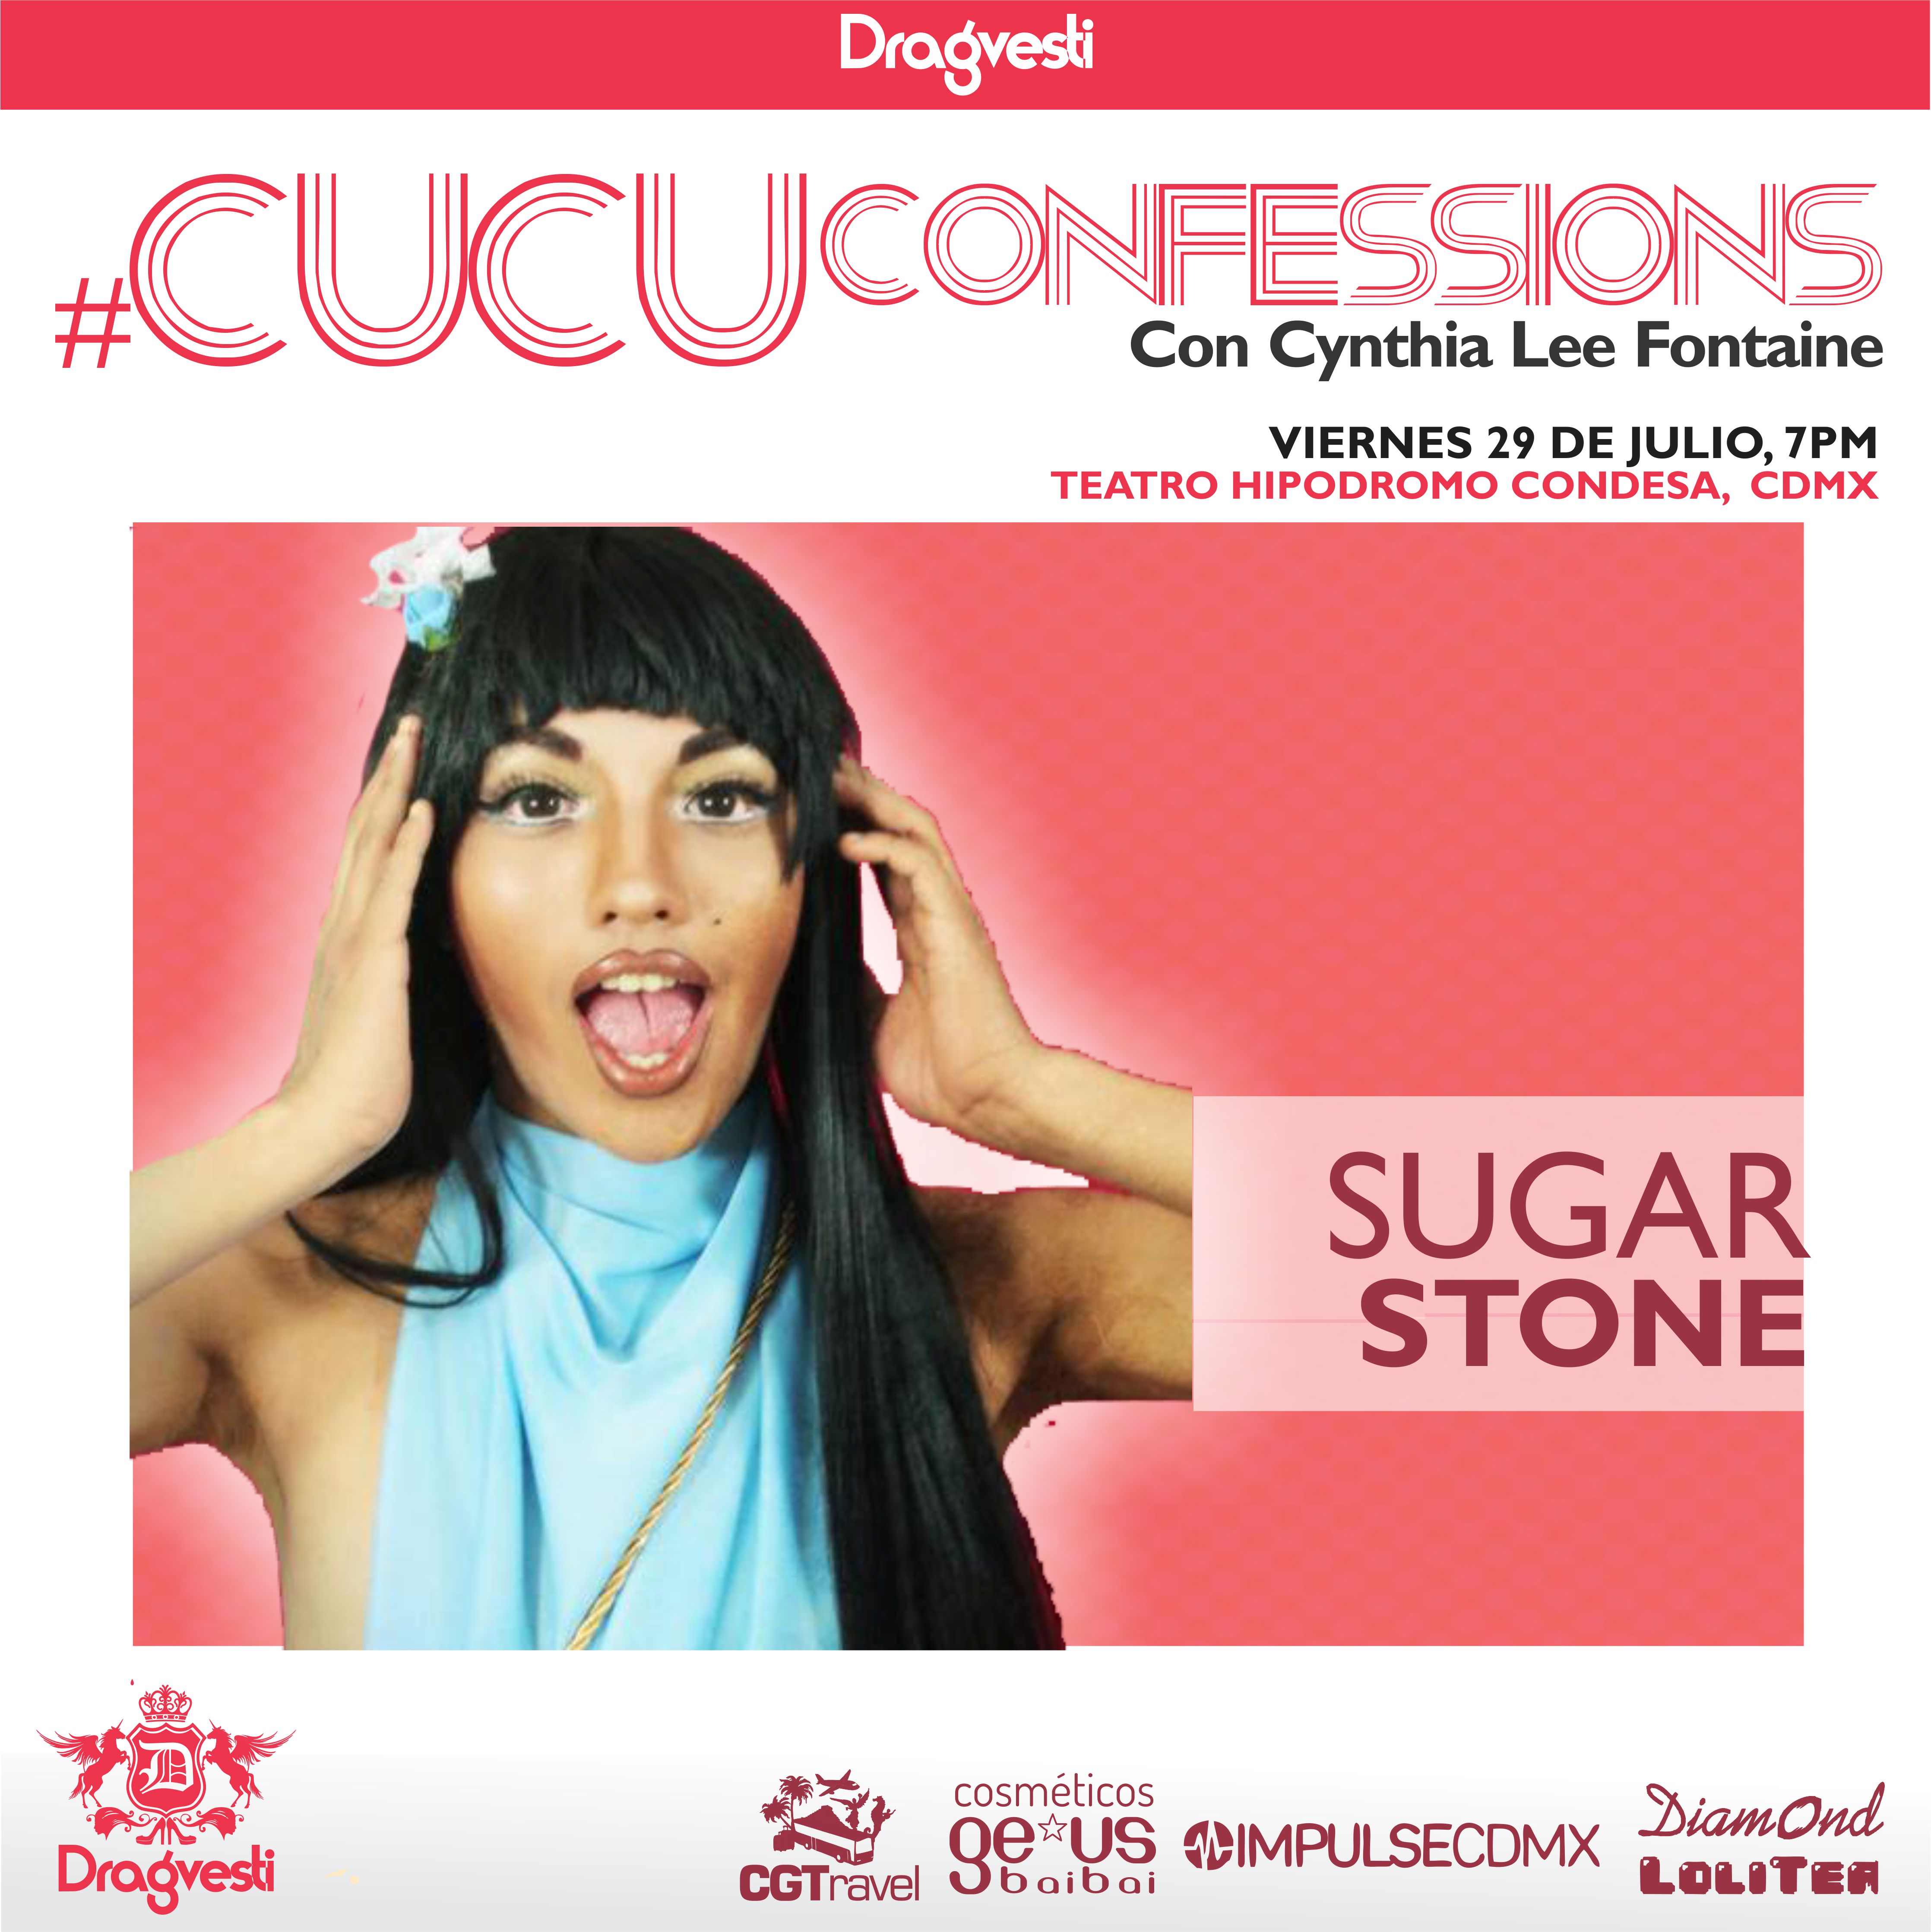 Dragvesti
#CUCUCONFESSIONS
Con Cynthia Lee Fontaine
VIERNES 29 DE JULIO, 7PM
TEATRO HIPODROMO CONDESA, CDMX
SUGAR
STONE
D
Dragvesti
CGTravel
cosméticos
ge☆us
baibai
IMPULSECDMX
DiamOnd
LOLITEA